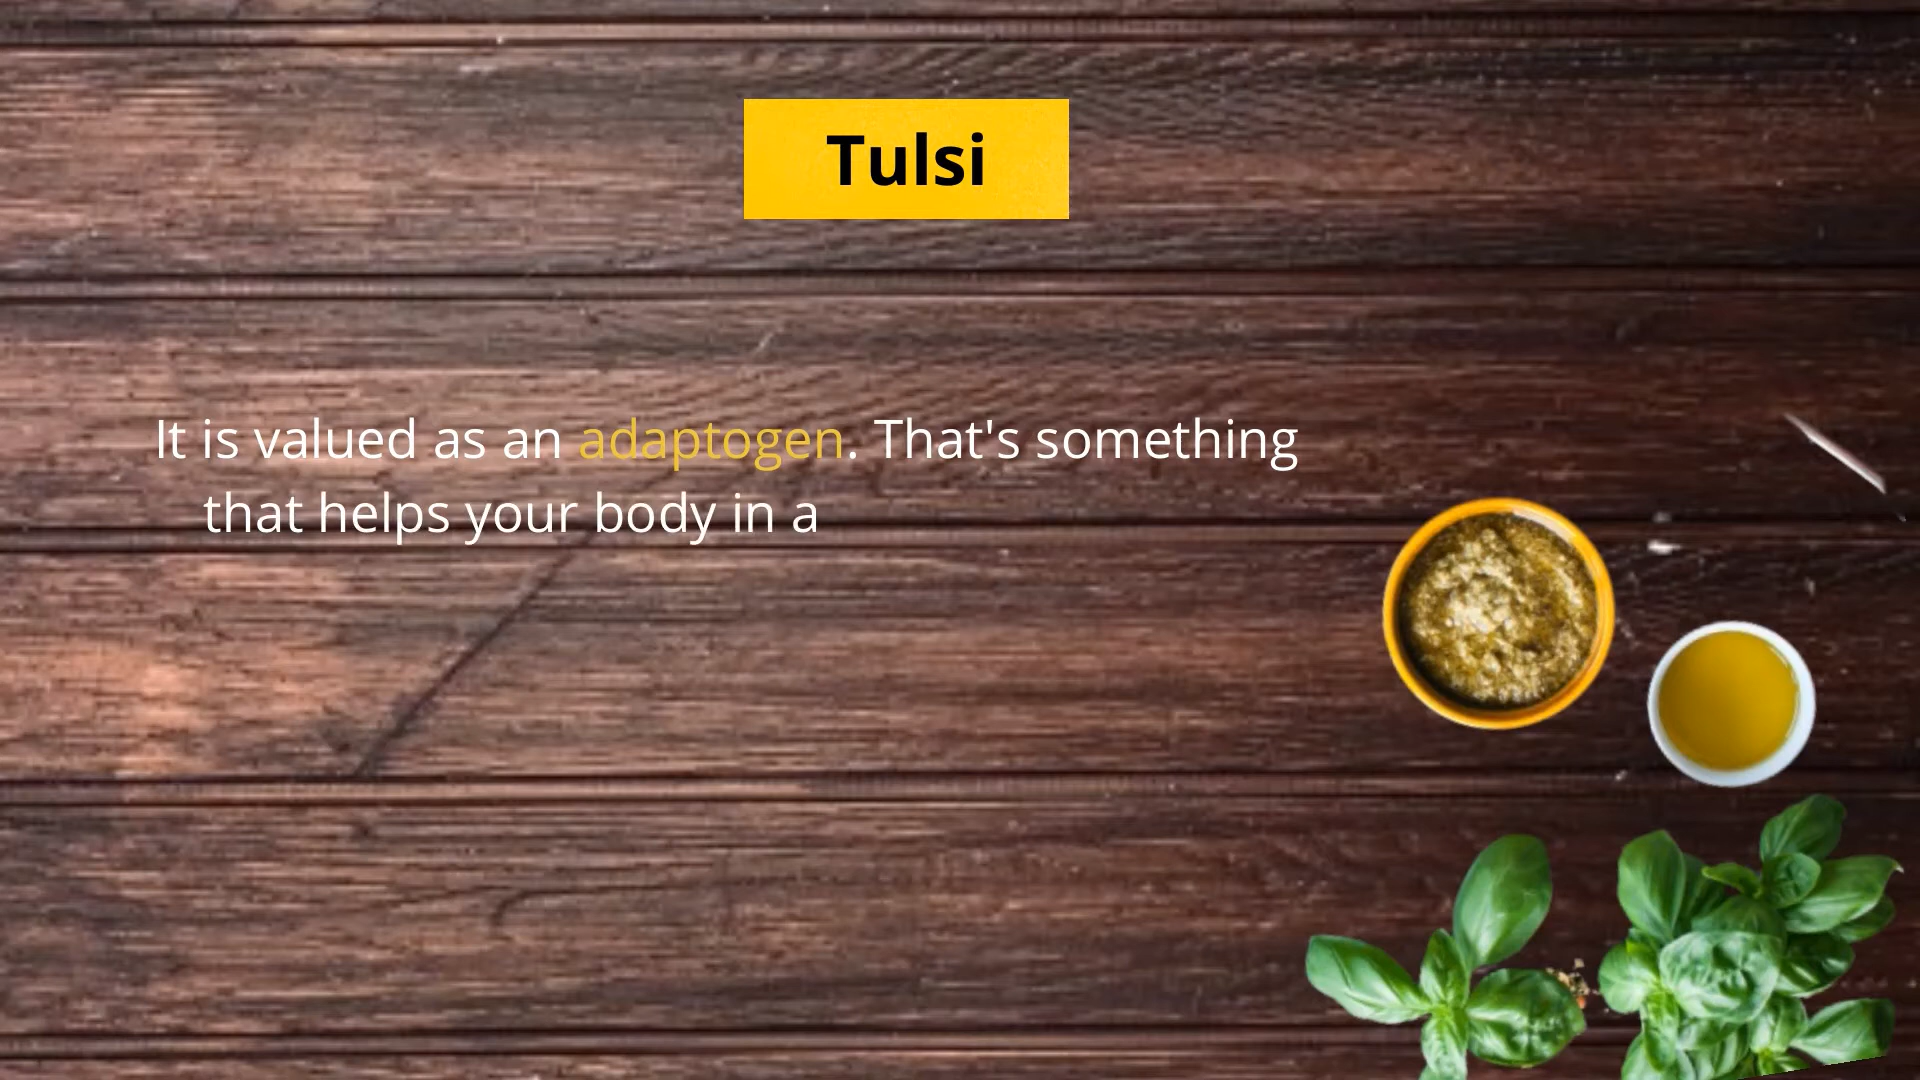 Tulsi
It is valued as an adaptogen. That's something
that helps your body in a